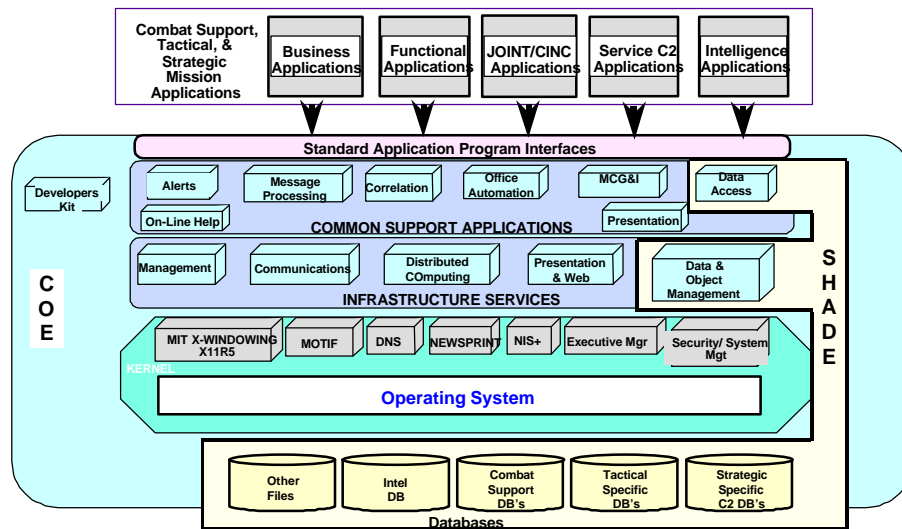 Combat Support,
Tactical, &
Strategic
Mission
Applications
Business
Applications
Functional
Applications
JOINT/CINC
Applications
Service C2
Applications
Intelligence
Applications
Standard Application Program Interfaces
Developers
Kit
Alerts
Message
Processing
Correlation
Office
Automation
MCG&I
Data
Access
On-Line Help
Presentation
COMMON SUPPORT APPLICATIONS
Management
Communications
Distributed
COmputing
Presentation
& Web
Data &
Object
Management
INFRASTRUCTURE SERVICES
C
O
E
S
H
A
D
E
MIT X-WINDOWING
X11R5
MOTIF
DNS
NEWSPRINT
NIS+
Executive Mgr
Security/ System
Mgt
KERNEL
Operating System
Other
Files
Intel
DB
Combat
Support
DB's
Tactical
Specific
DB's
Strategic
Specific
C2 DB's
Databases